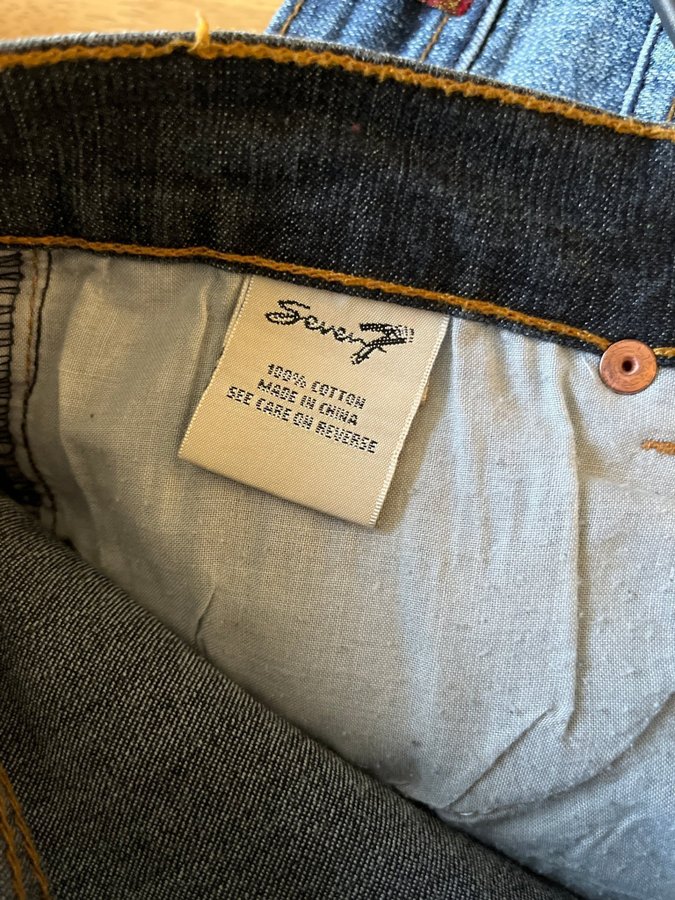 Seven7
100% COTTON
MADE IN CHINA
SEE CARE ON REVERSE